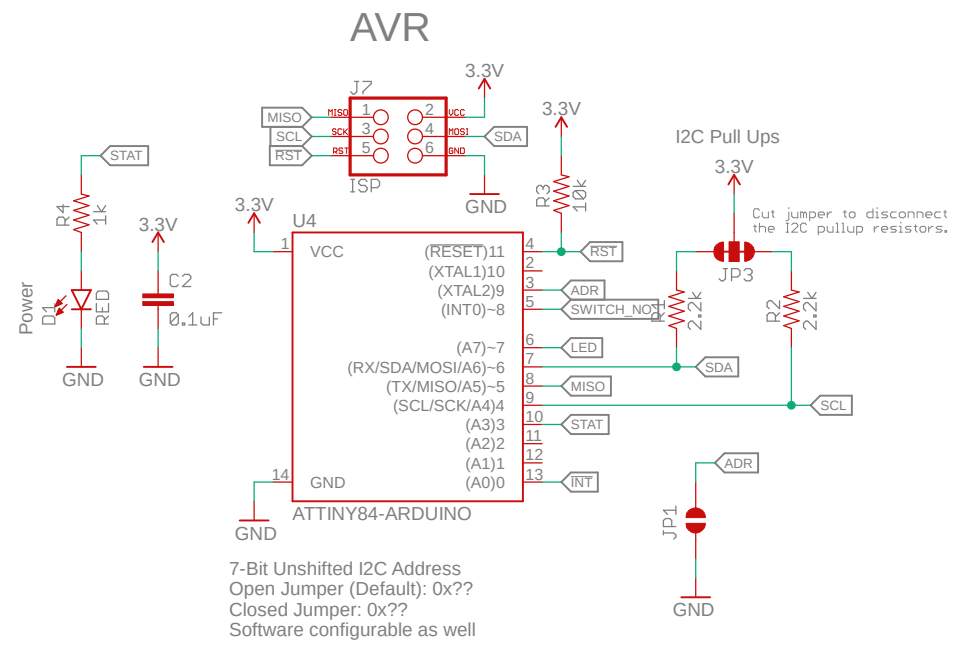 AVR
J7
3.3V
MISO MISO 1 2 VCC
SCL SCK 3 4 MOSI SDA
RST RST 5 6 GND
ISP
GND
3.3V
R3
10k
I2C Pull Ups
3.3V
Cut jumper to disconnect
the I2C pullup resistors.
JP3
STAT
R4
1k
Power
D1
RED
GND
3.3V
C2
0.1uF
GND
3.3V
U4
1 VCC
(RESET)11 4 RST
(XTAL1)10 2
(XTAL2)9 3 ADR
(INT0)~8 5 SWITCH_NO
(A7)~7 6 LED
(RX/SDA/MOSI/A6)~6 7 SDA
(TX/MISO/A5)~5 8 MISO
(SCL/SCK/A4)4 9 SCL
(A3)3 10 STAT
(A2)2 11
(A1)1 12
14 GND (A0)0 13 INT
GND
ATTINY84-ARDUINO
2.2k
R2
2.2k
ADR
JP1
GND
7-Bit Unshifted I2C Address
Open Jumper (Default): 0x??
Closed Jumper: 0x??
Software configurable as well